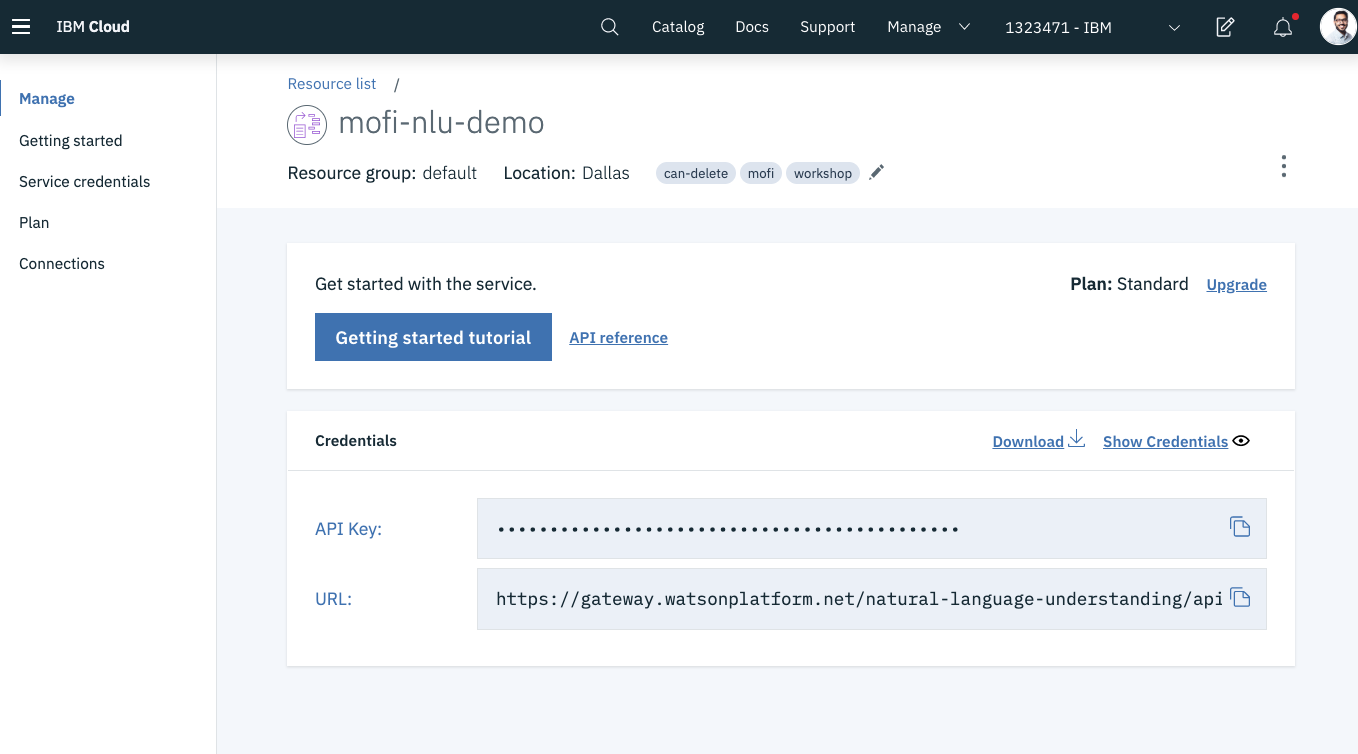 IBM Cloud
Catalog Docs Support Manage 1323471 - IBM
Manage
Getting started
Service credentials
Plan
Connections
Resource list /
mofi-nlu-demo
Resource group: default Location: Dallas can-delete mofi workshop
Get started with the service. Plan: Standard Upgrade
Getting started tutorial API reference
Credentials Download Show Credentials
API Key: •••••••••••••••••••••••••••••••••••••••••••••
URL: https://gateway.watsonplatform.net/natural-language-understanding/api